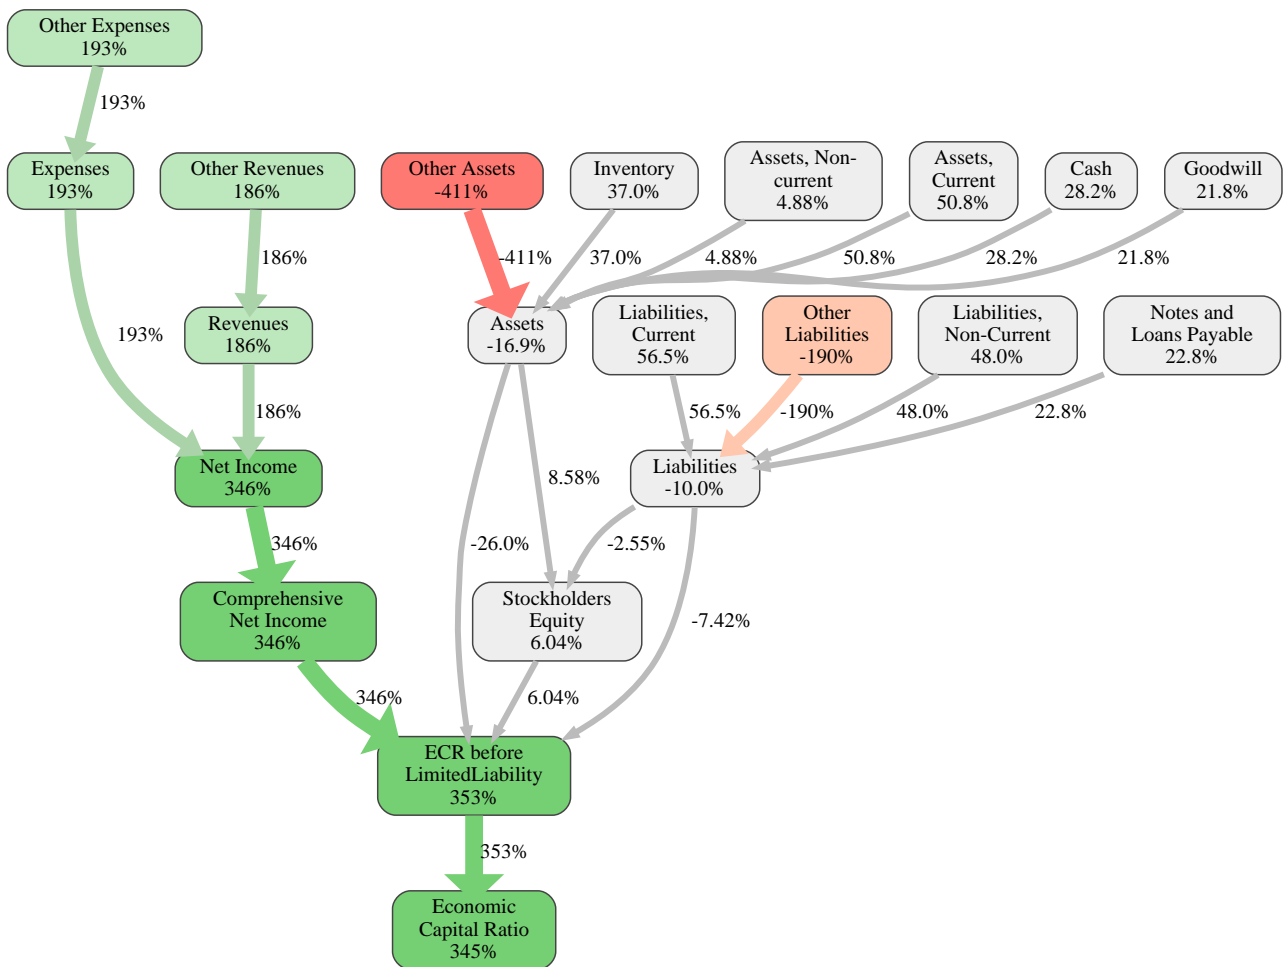 Other Expenses
193%
193%
Expenses
193%
Other Revenues
186%
Other Assets
-411%
Inventory
37.0%
Assets, Non-
current
4.88%
Assets,
Current
50.8%
Cash
28.2%
Goodwill
21.8%
186%
-411%
37.0%
4.88%
50.8%
28.2%
21.8%
193%
Revenues
186%
Assets
-16.9%
Liabilities,
Current
56.5%
Other
Liabilities
-190%
Liabilities,
Non-Current
48.0%
Notes and
Loans Payable
22.8%
186%
56.5%
-190%
48.0%
22.8%
Net Income
346%
8.58%
Liabilities
-10.0%
346%
-26.0%
-2.55%
Comprehensive
Net Income
346%
Stockholders
Equity
6.04%
-7.42%
346%
6.04%
ECR before
LimitedLiability
353%
353%
Economic
Capital Ratio
345%